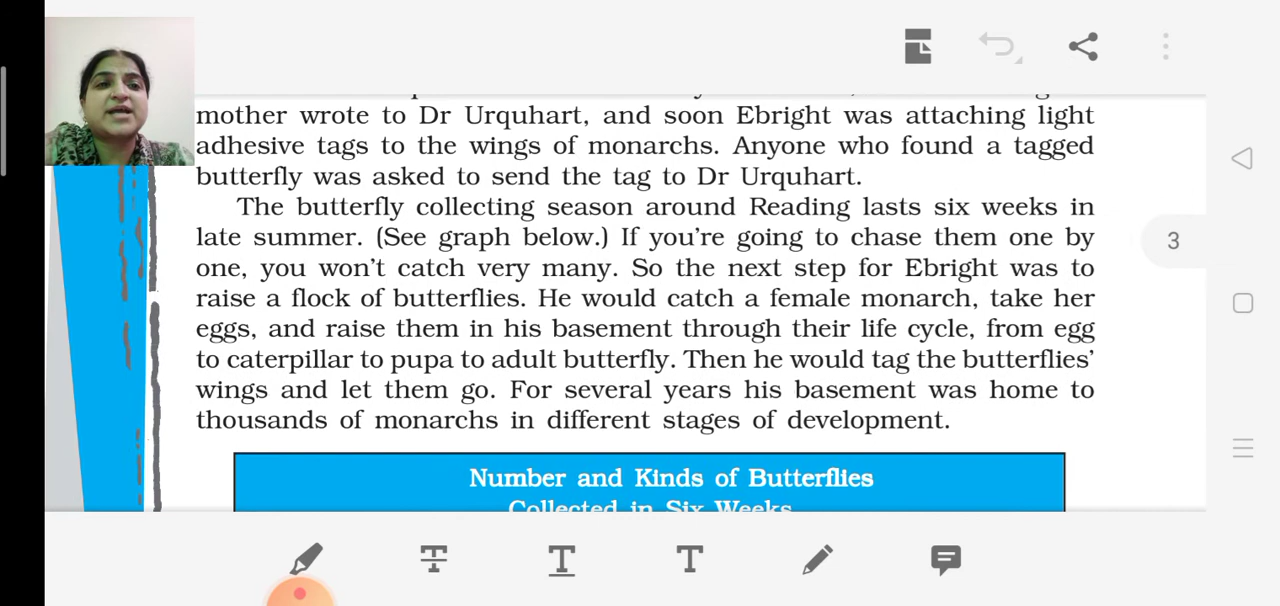 mother wrote to Dr Urquhart, and soon Ebright was attaching light
adhesive tags to the wings of monarchs. Anyone who found a tagged
butterfly was asked to send the tag to Dr Urquhart.
The butterfly collecting season around Reading lasts six weeks in
late summer. (See graph below.) If you’re going to chase them one by
one, you won’t catch very many. So the next step for Ebright was to
raise a flock of butterflies. He would catch a female monarch, take her
eggs, and raise them in his basement through their life cycle, from egg
to caterpillar to pupa to adult butterfly. Then he would tag the butterflies’
wings and let them go. For several years his basement was home to
thousands of monarchs in different stages of development.
3
Number and Kinds of Butterflies
Collected in Six Weeks
T
T
T